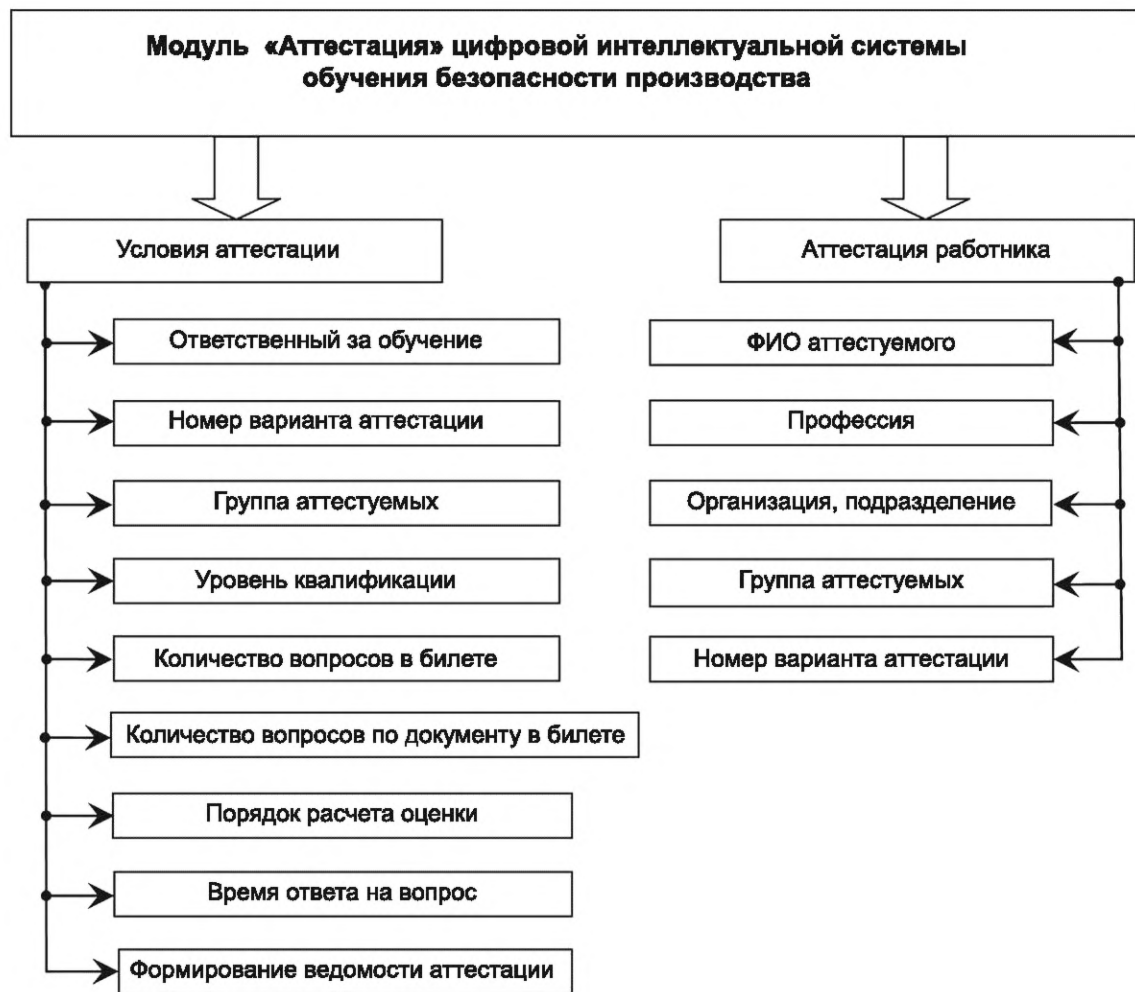 Модуль «Аттестация» цифровой интеллектуальной системы
обучения безопасности производства
Условия аттестации
Ответственный за обучение
Номер варианта аттестации
Группа аттестуемых
Уровень квалификации
Количество вопросов в билете
Количество вопросов по документу в билете
Порядок расчета оценки
Время ответа на вопрос
Формирование ведомости аттестации
Аттестация работника
ФИО аттестуемого
Профессия
Организация, подразделение
Группа аттестуемых
Номер варианта аттестации